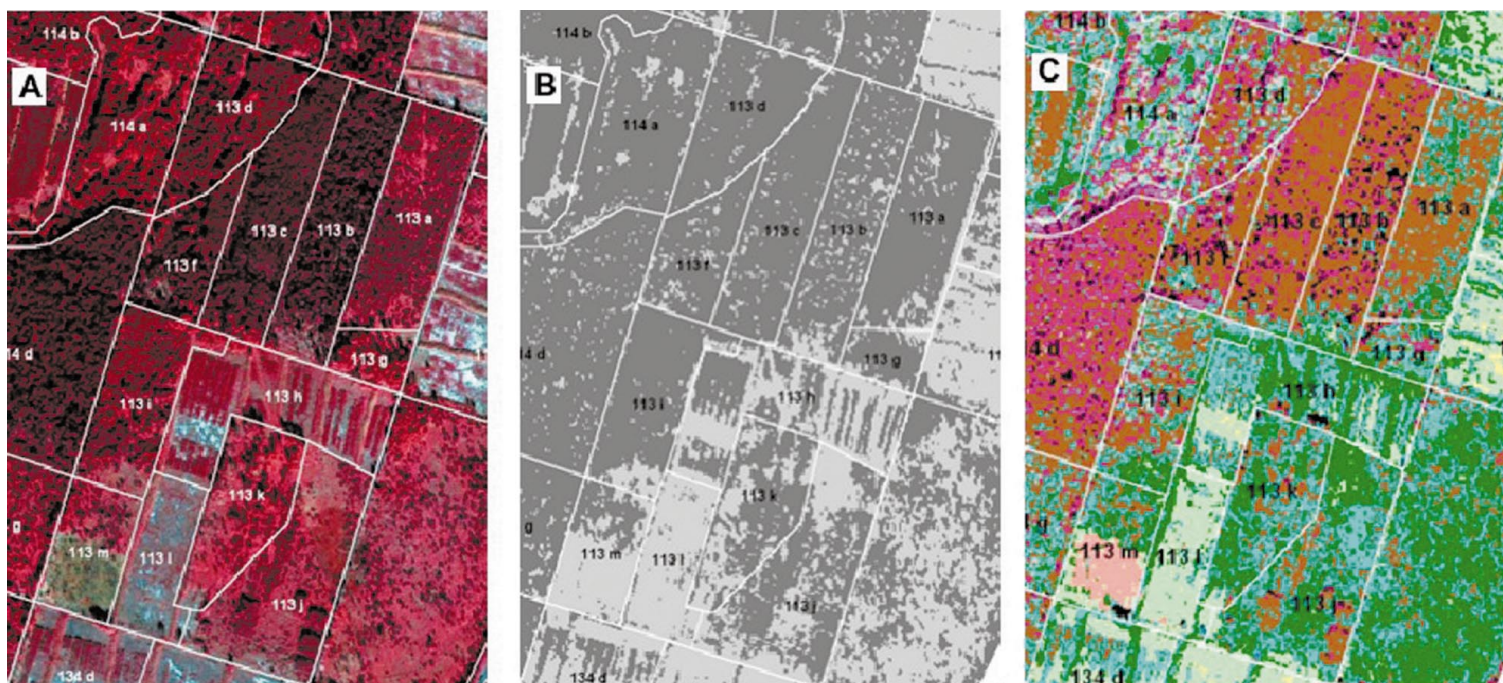 A
114 b
114 a
113 d
113 c
113 b
113 a
113 f
14 d
113 g
113 i
113 h
113 k
g
113 m
113 l
113 j
134 d
B
114 b
114 a
113 d
113 c
113 b
113 a
113 f
14 d
113 g
113 i
113 h
113 k
g
113 m
113 l
113 j
134 d
C
114 b
114 a
113 d
113 c
113 b
113 a
113 f
4 d
113 g
113 i
113 h
113 k
113 m
113 l
113 j
134 d